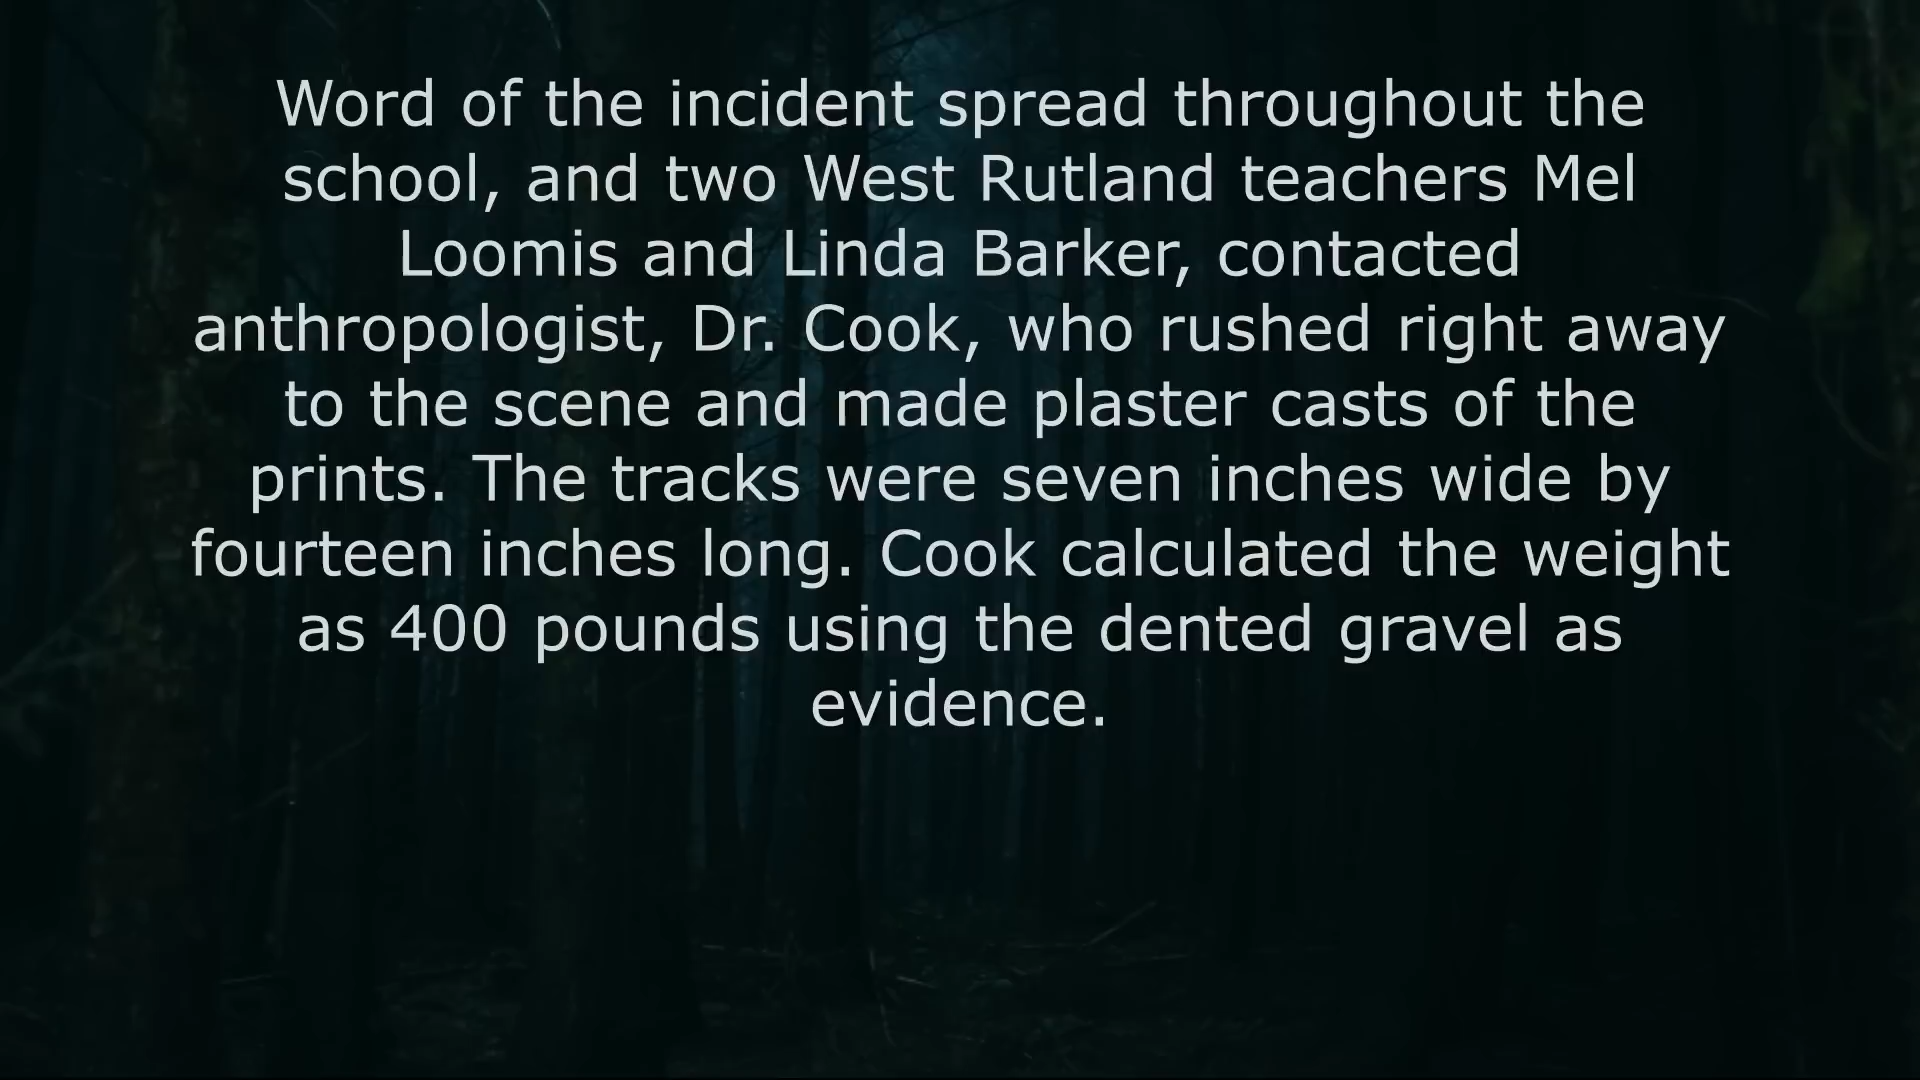 Word of the incident spread throughout the
school, and two West Rutland teachers Mel
Loomis and Linda Barker, contacted
anthropologist, Dr. Cook, who rushed right away
to the scene and made plaster casts of the
prints. The tracks were seven inches wide by
fourteen inches long. Cook calculated the weight
as 400 pounds using the dented gravel as
evidence.